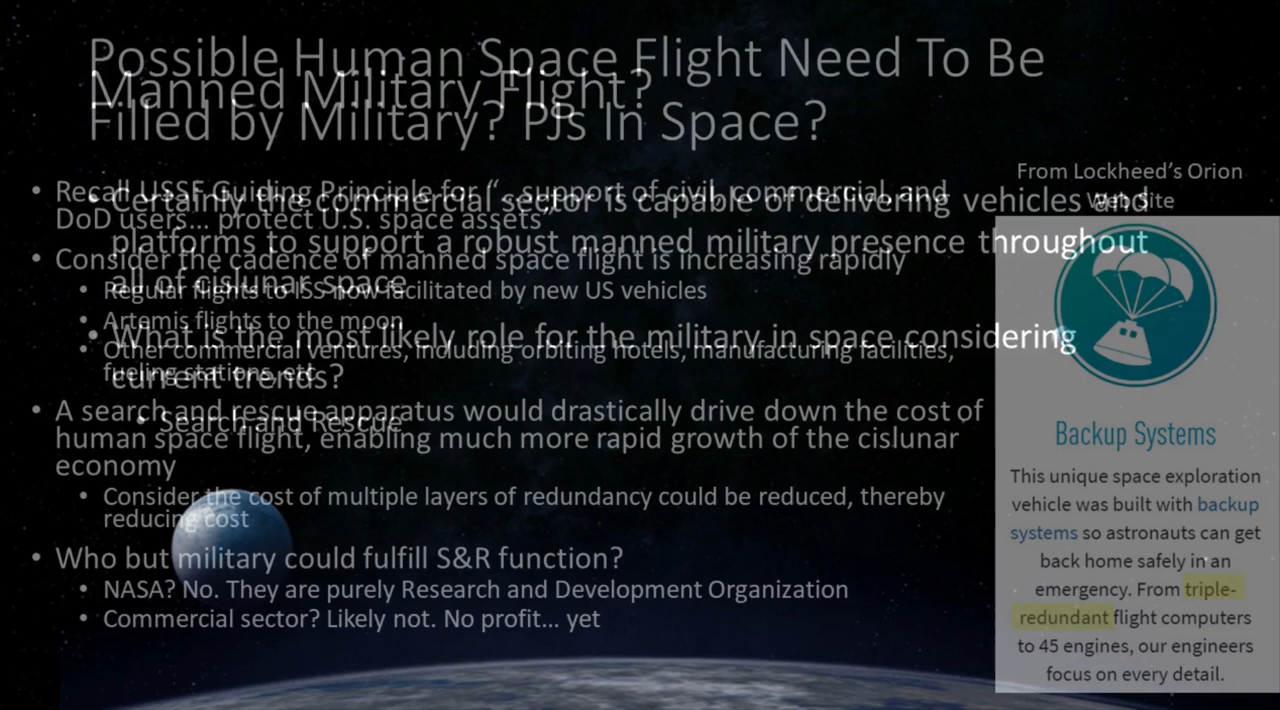 Possible Human Space Flight Need To Be
Filled by Military? PJs In Space?
Manned Military Flight?
• Recall USSF Guiding Principle for “…support of civil, commercial, and
DoD users… protect U.S. space assets”
• Consider the cadence of manned space flight is increasing rapidly
• Regular flights to ISS now facilitated by new US vehicles
• Artemis flights to the moon
• Other commercial ventures, including orbiting hotels, manufacturing facilities,
fueling stations, etc
• A search and rescue apparatus would drastically drive down the cost of
human space flight, enabling much more rapid growth of the cislunar
economy
• Consider the cost of multiple layers of redundancy could be reduced, thereby
reducing cost
• Who but military could fulfill S&R function?
• NASA? No. They are purely Research and Development Organization
• Commercial sector? Likely not. No profit… yet
• Certainly the commercial sector is capable of delivering vehicles and
platforms to support a robust manned military presence throughout
all of cislunar space
• What is the most likely role for the military in space considering
current trends?
• Search and Rescue
From Lockheed’s Orion
Web Site
Backup Systems
This unique space exploration
vehicle was built with backup
systems so astronauts can get
back home safely in an
emergency. From triple-
redundant flight computers
to 45 engines, our engineers
focus on every detail.